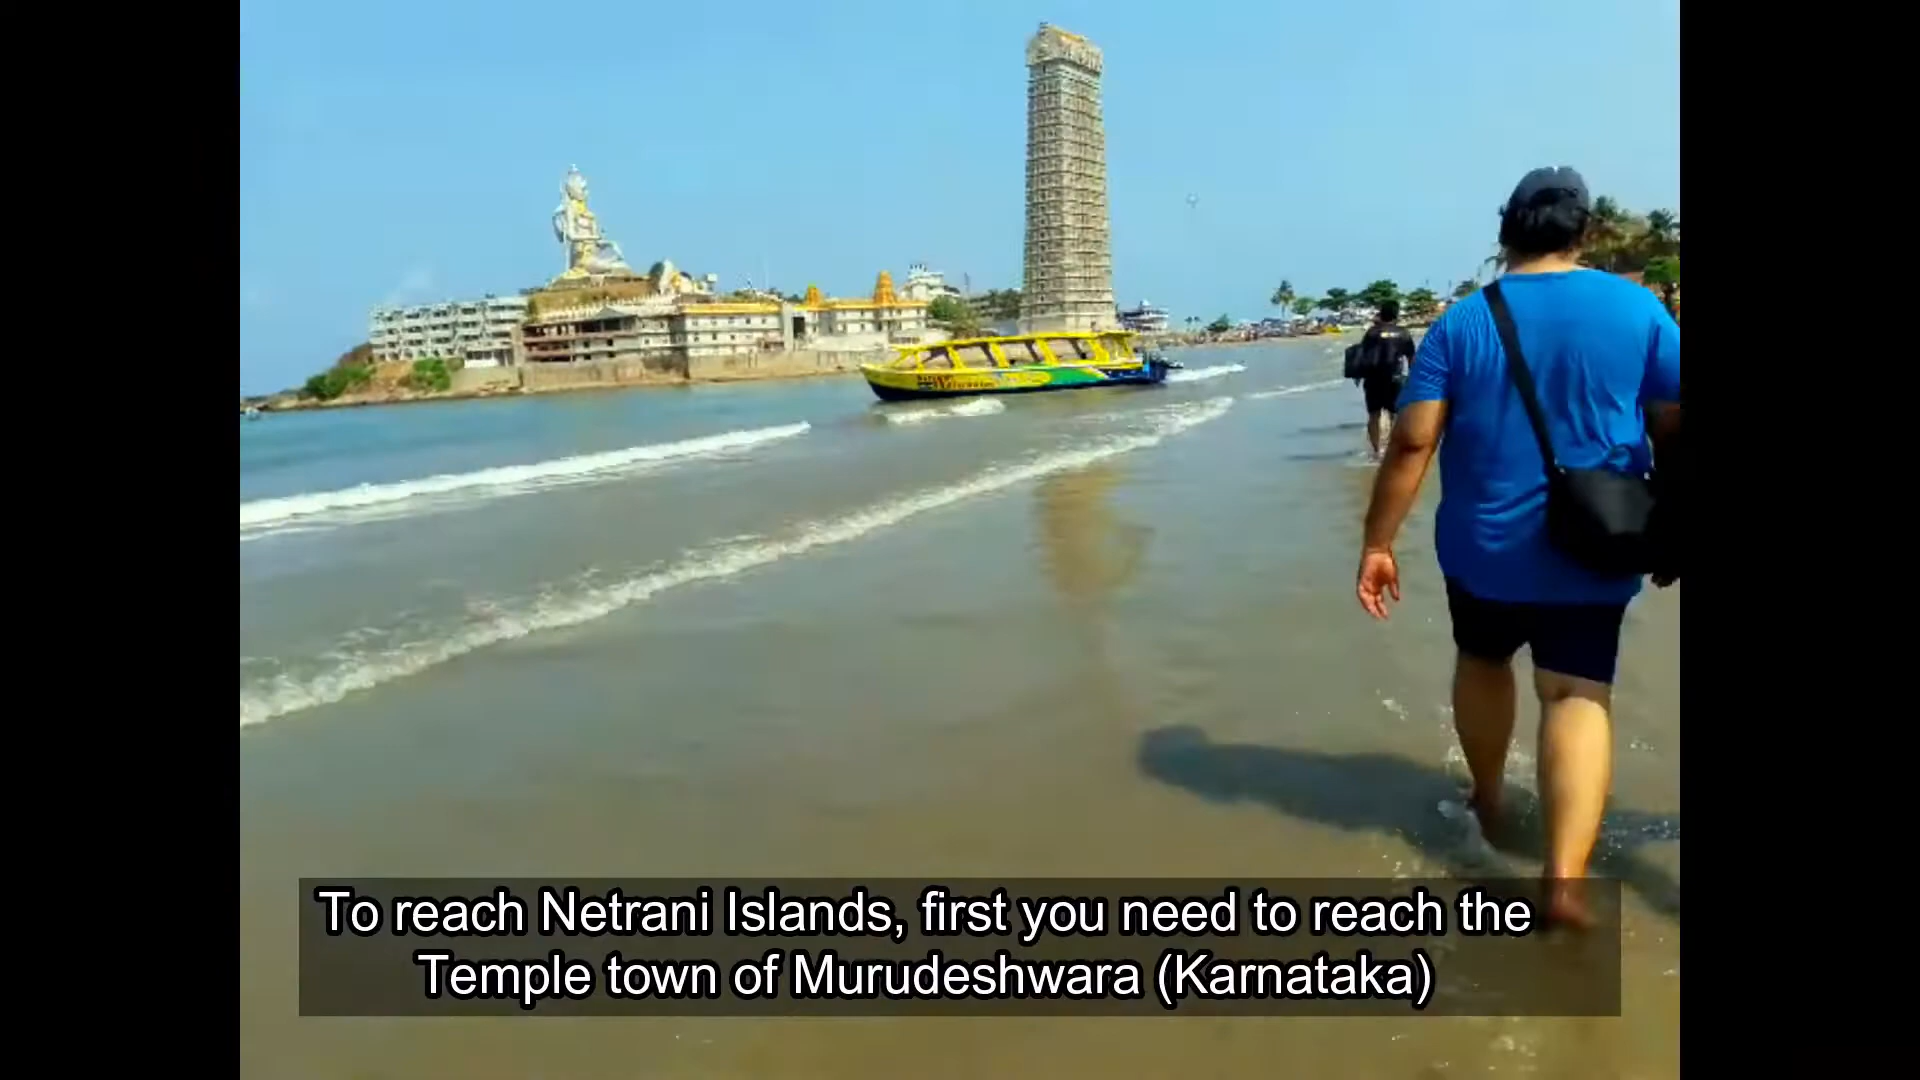 To reach Netrani Islands, first you need to reach the
Temple town of Murudeshwara (Karnataka)